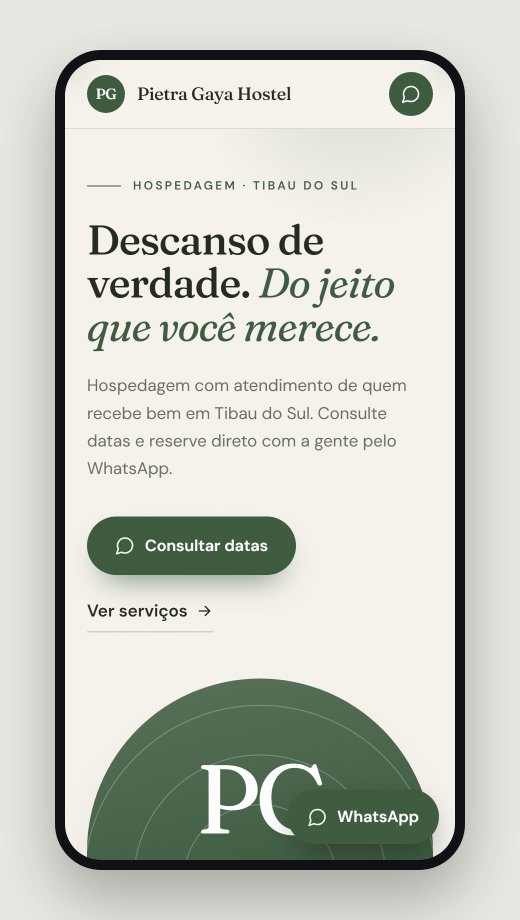 PG Pietra Gaya Hostel
HOSPEDAGEM · TIBAU DO SUL
Descanso de
verdade. Do jeito
que você merece.
Hospedagem com atendimento de quem
recebe bem em Tibau do Sul. Consulte
datas e reserve direto com a gente pelo
WhatsApp.
Consultar datas
Ver serviços →
PG
WhatsApp